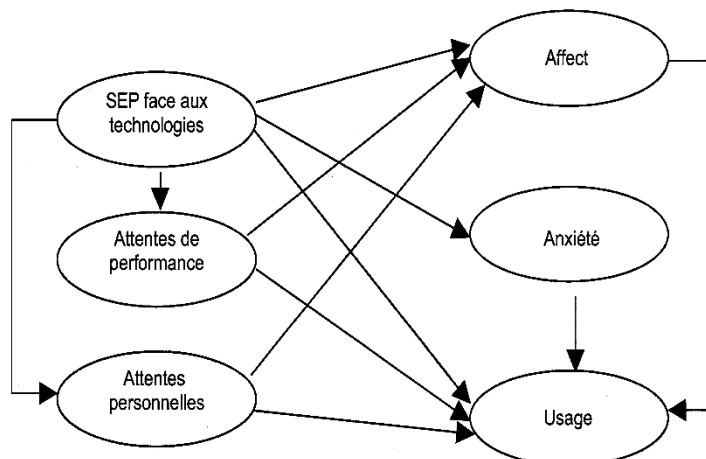 SEP face aux
technologies
Attentes de
performance
Attentes
personnelles
Affect
Anxiété
Usage